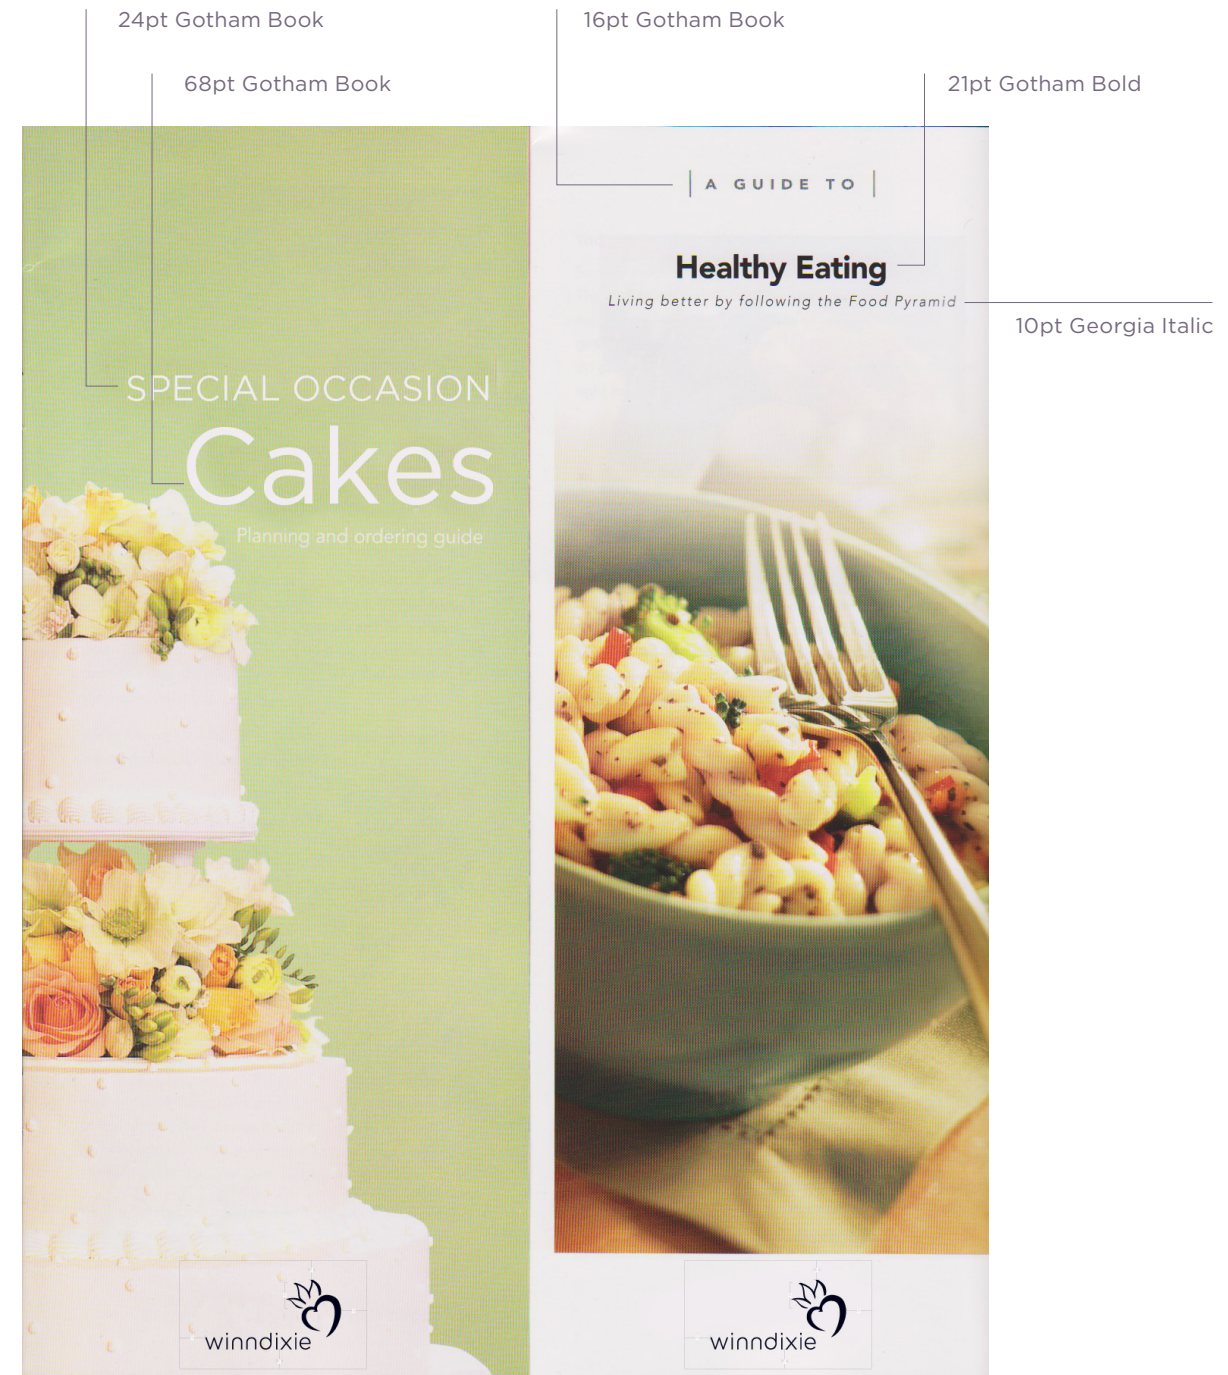 24pt Gotham Book
16pt Gotham Book
68pt Gotham Book
21pt Gotham Bold
A GUIDE TO
Healthy Eating
Living better by following the Food Pyramid
10pt Georgia Italic
SPECIAL OCCASION
Cakes
Planning and ordering guide
winndixie
winndixie